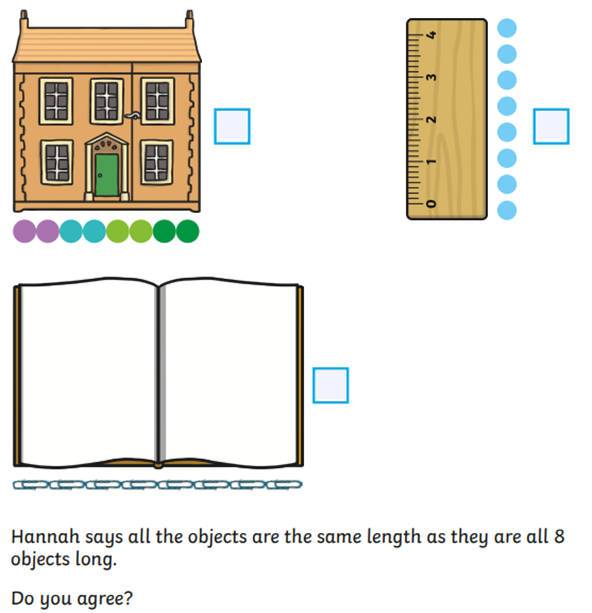 4
3
2
1
0
Hannah says all the objects are the same length as they are all 8
objects long.
Do you agree?